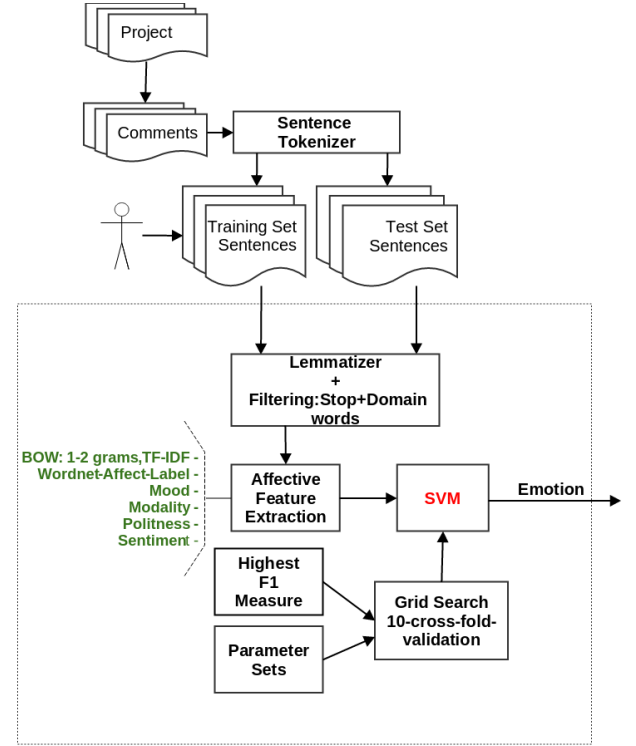 Project
Comments
Sentence
Tokenizer
Training Set
Sentences
Test Set
Sentences
Lemmatizer
+
Filtering:Stop+Domain
words
BOW: 1-2 grams,TF-IDF -
Wordnet-Affect-Label -
Mood -
Modality -
Politness -
Sentiment -
Affective
Feature
Extraction
SVM
Emotion
Highest
F1
Measure
Grid Search
10-cross-fold-
validation
Parameter
Sets